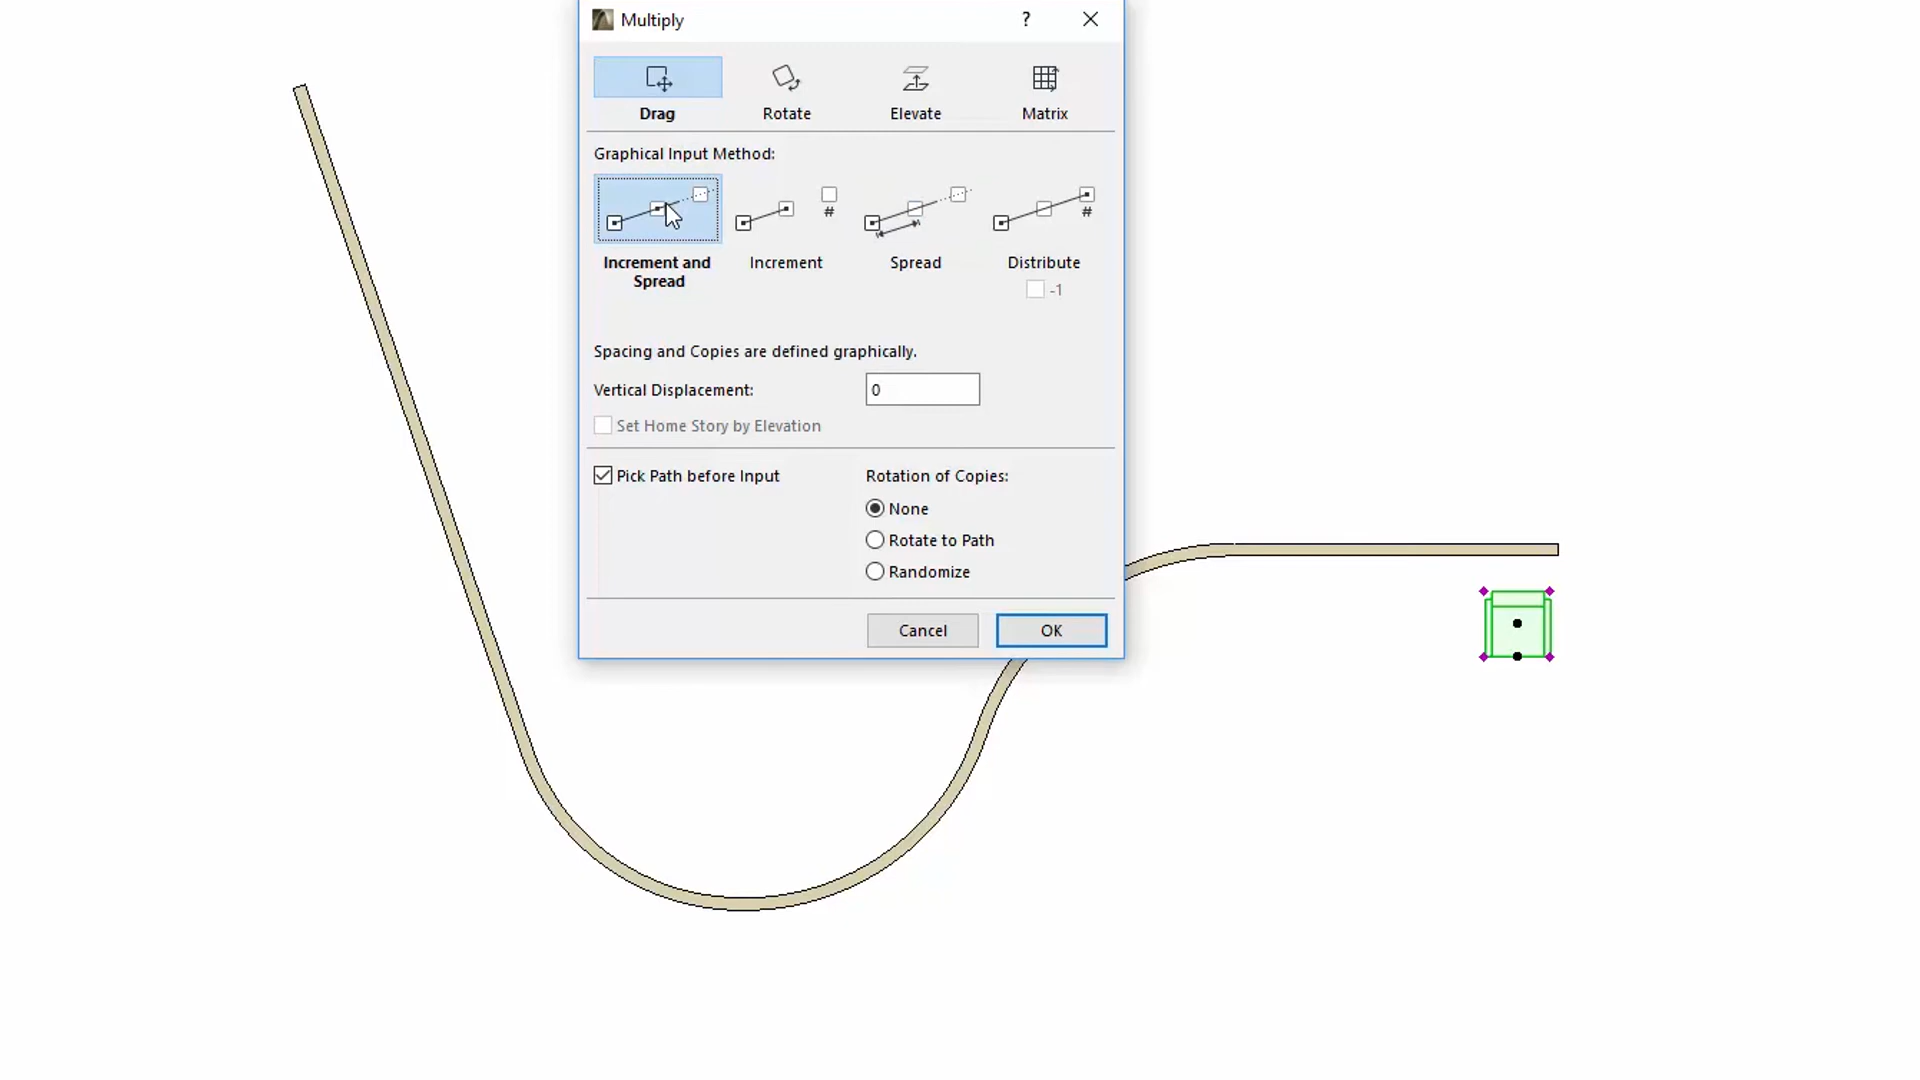 Multiply
?
Drag
Rotate
Elevate
Matrix
Graphical Input Method:
# #
Increment and Spread
Increment
Spread
Distribute
-1
Spacing and Copies are defined graphically.
Vertical Displacement: 0
Set Home Story by Elevation
Pick Path before Input
Rotation of Copies:
None
Rotate to Path
Randomize
Cancel
OK